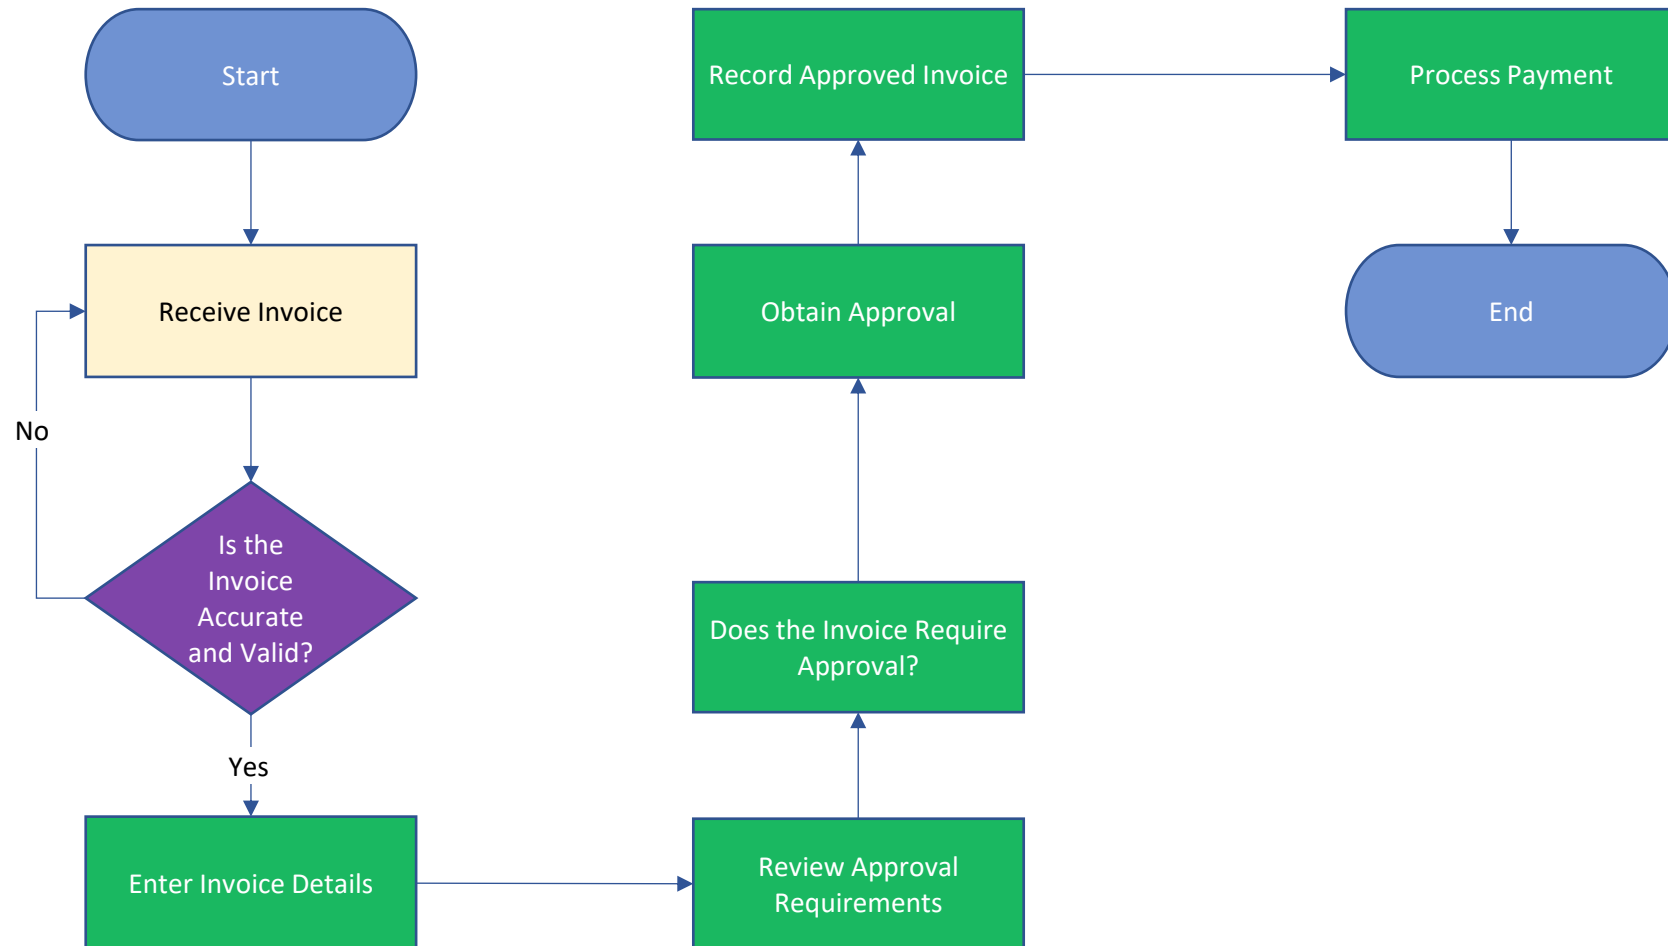 Start
Receive Invoice
No
Is the
Invoice
Accurate
and Valid?
Yes
Enter Invoice Details
Review Approval
Requirements
Does the Invoice Require
Approval?
Obtain Approval
Record Approved Invoice
Process Payment
End